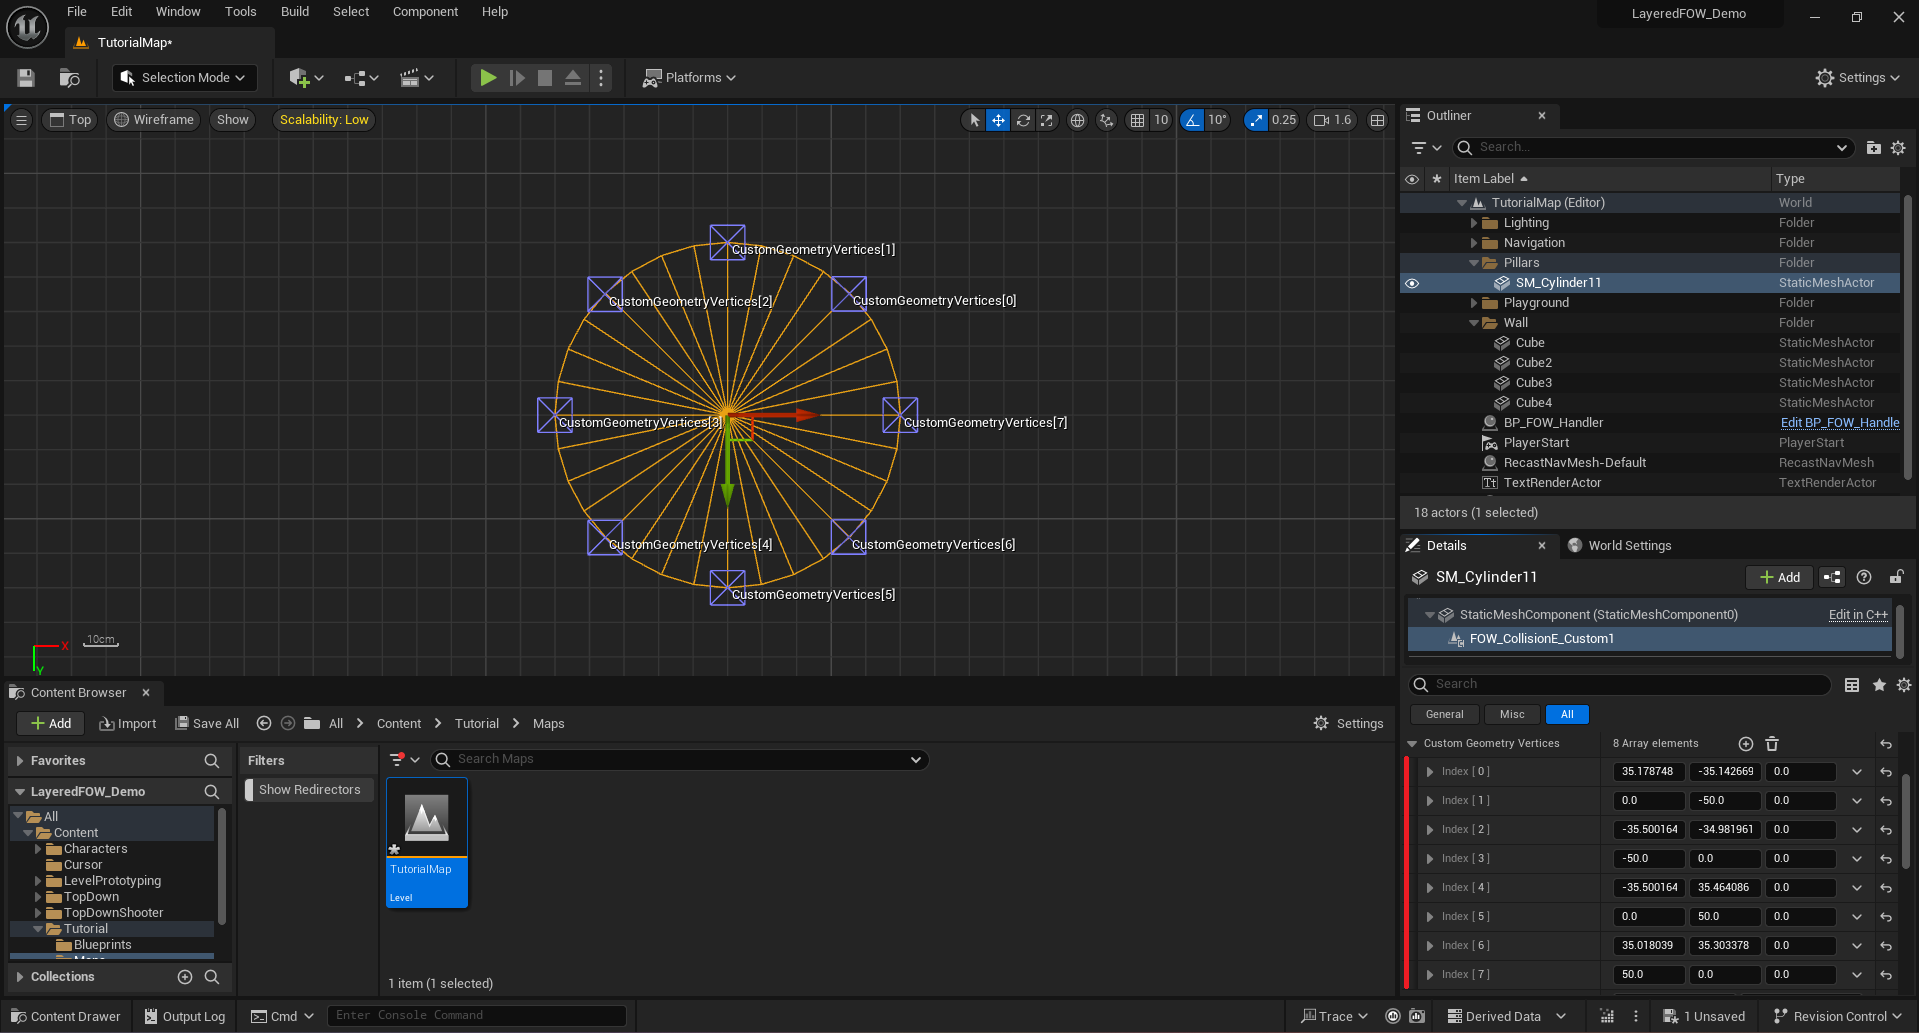 File Edit Window Tools Build Select Component Help
LayeredFOW_Demo
TutorialMap*
Selection Mode
Platforms
Settings
Top Wireframe Show Scalability: Low
10 10° 0.25 1.6
CustomGeometryVertices[1]
CustomGeometryVertices[2]
CustomGeometryVertices[0]
CustomGeometryVertices[3]
CustomGeometryVertices[7]
CustomGeometryVertices[4]
CustomGeometryVertices[6]
CustomGeometryVertices[5]
X
Y
10cm
Outliner
Search...
Item Label Type
TutorialMap (Editor) World
Lighting Folder
Navigation Folder
Pillars Folder
SM_Cylinder11 StaticMeshActor
Playground Folder
Wall Folder
Cube StaticMeshActor
Cube2 StaticMeshActor
Cube3 StaticMeshActor
Cube4 StaticMeshActor
BP_FOW_Handler Edit BP_FOW_Handle
PlayerStart PlayerStart
RecastNavMesh-Default RecastNavMesh
TextRenderActor TextRenderActor
18 actors (1 selected)
Details World Settings
SM_Cylinder11 Add
StaticMeshComponent (StaticMeshComponent0) Edit in C++
FOW_CollisionE_Custom1
Search
General Misc All
Custom Geometry Vertices 8 Array elements
Index [ 0 ] 35.178748 -35.142669 0.0
Index [ 1 ] 0.0 -50.0 0.0
Index [ 2 ] -35.500164 -34.981961 0.0
Index [ 3 ] -50.0 0.0 0.0
Index [ 4 ] -35.500164 35.464086 0.0
Index [ 5 ] 0.0 50.0 0.0
Index [ 6 ] 35.018039 35.303378 0.0
Index [ 7 ] 50.0 0.0 0.0
Content Browser
Add Import Save All All Content Tutorial Maps Settings
Favorites
LayeredFOW_Demo
All
Content
Characters
Cursor
LevelPrototyping
TopDown
TopDownShooter
Tutorial
Blueprints
Maps
Collections
Filters
Show Redirectors
Search Maps
TutorialMap
Level
1 item (1 selected)
Content Drawer Output Log Cmd Enter Console Command Trace Derived Data 1 Unsaved Revision Control